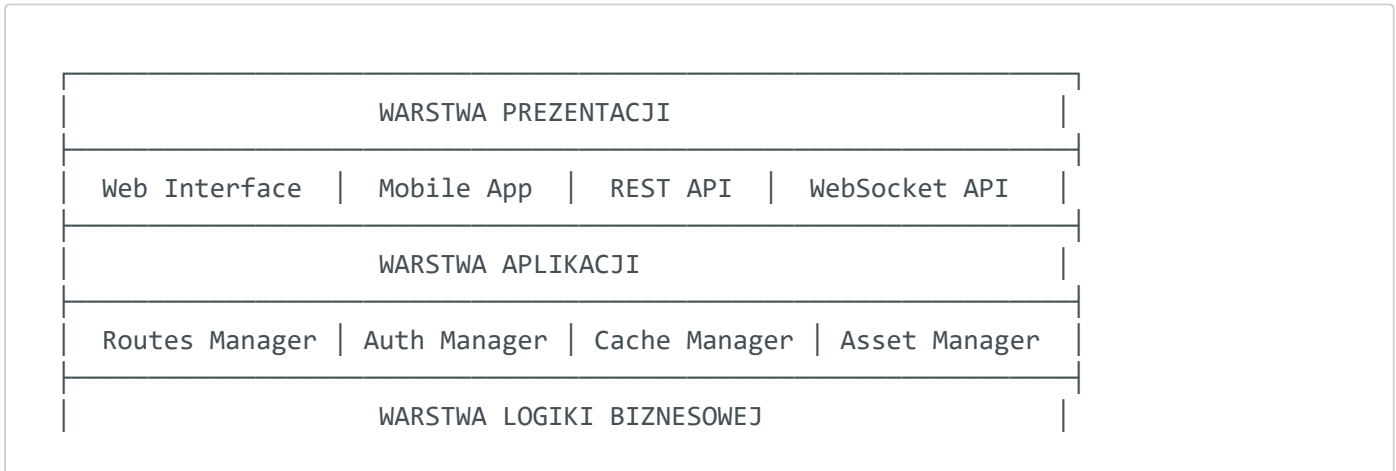 WARSTWA PREZENTACJI
Web Interface │ Mobile App │ REST API │ WebSocket API
WARSTWA APLIKACJI
Routes Manager │ Auth Manager │ Cache Manager │ Asset Manager
WARSTWA LOGIKI BIZNESOWEJ